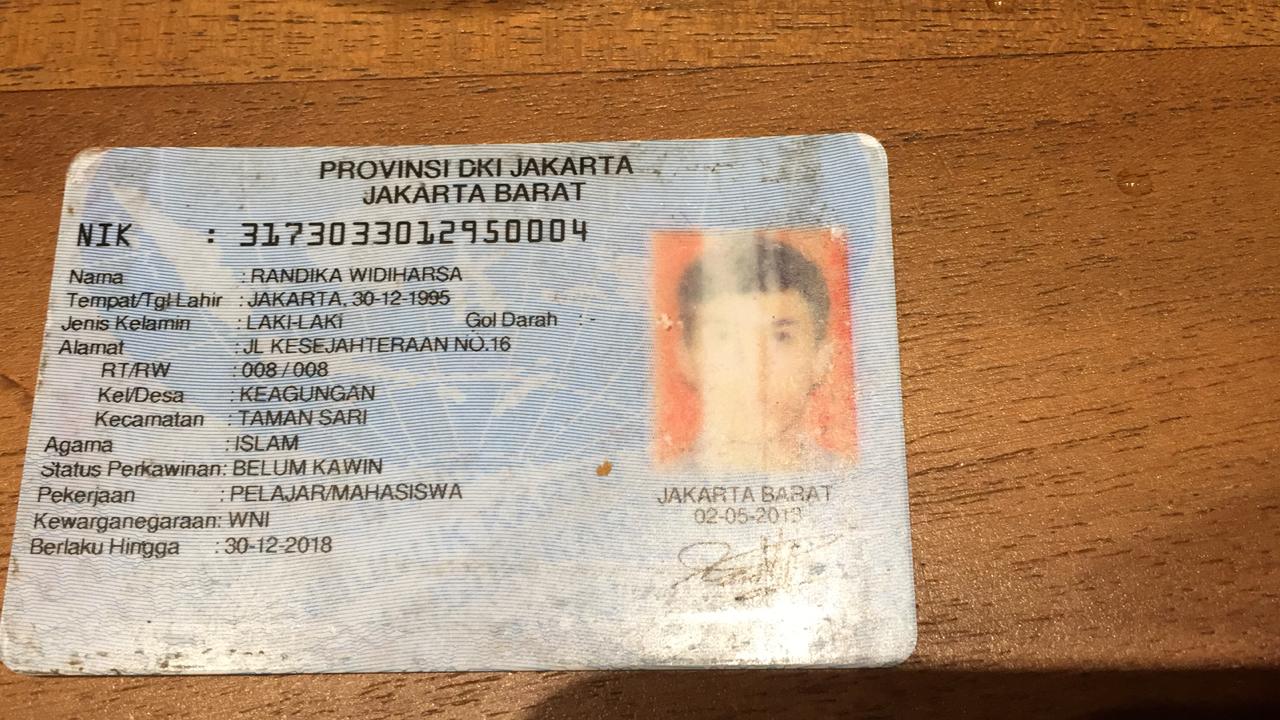 PROVINSI DKI JAKARTA
JAKARTA BARAT
NIK : 3173033012950004
Nama : RANDIKA WIDIHARSA
Tempat/Tgl Lahir : JAKARTA, 30-12-1995
Jenis Kelamin : LAKI-LAKI Gol Darah : -
Alamat : JL KESEJAHTERAAN NO.16
RT/RW : 008 / 008
Kel/Desa : KEAGUNGAN
Kecamatan : TAMAN SARI
Agama : ISLAM
Status Perkawinan: BELUM KAWIN
Pekerjaan : PELAJAR/MAHASISWA
Kewarganegaraan: WNI
Berlaku Hingga : 30-12-2018
JAKARTA BARAT
02-05-2013